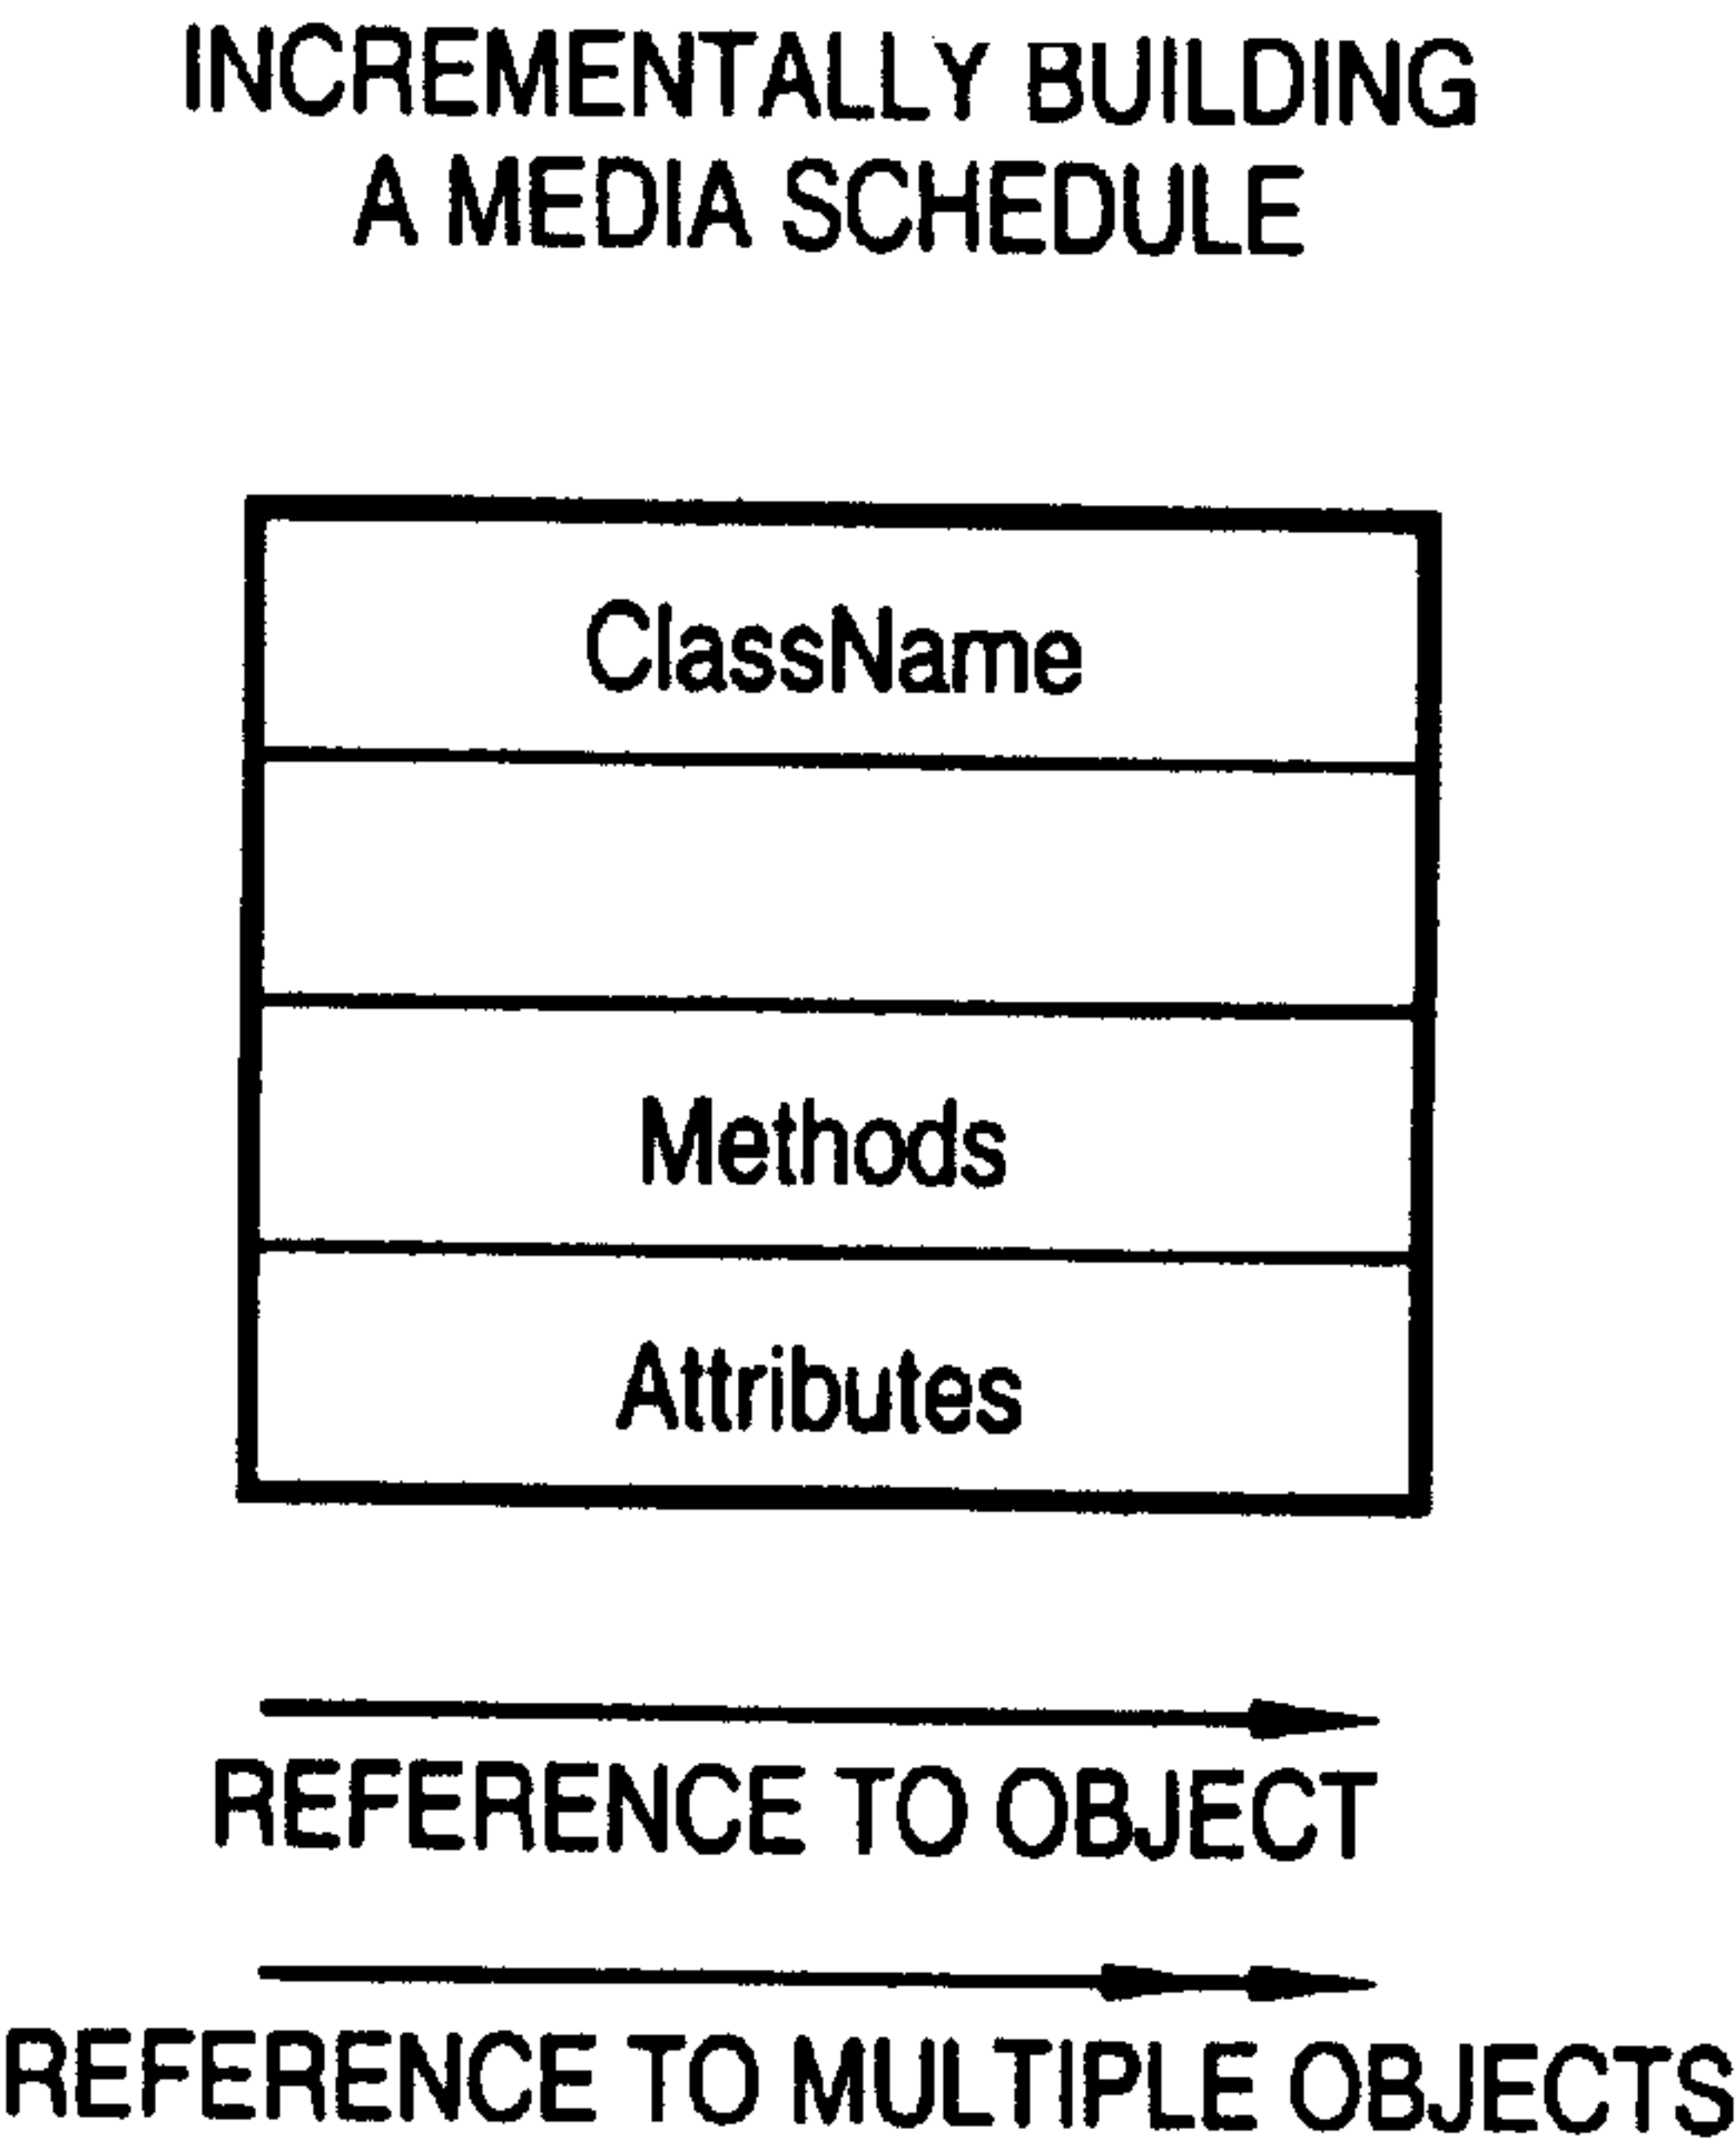 INCREMENTALLY BUILDING
A MEDIA SCHEDULE
ClassName
Methods
Attributes
REFERENCE TO OBJECT
REFERENCE TO MULTIPLE OBJECTS